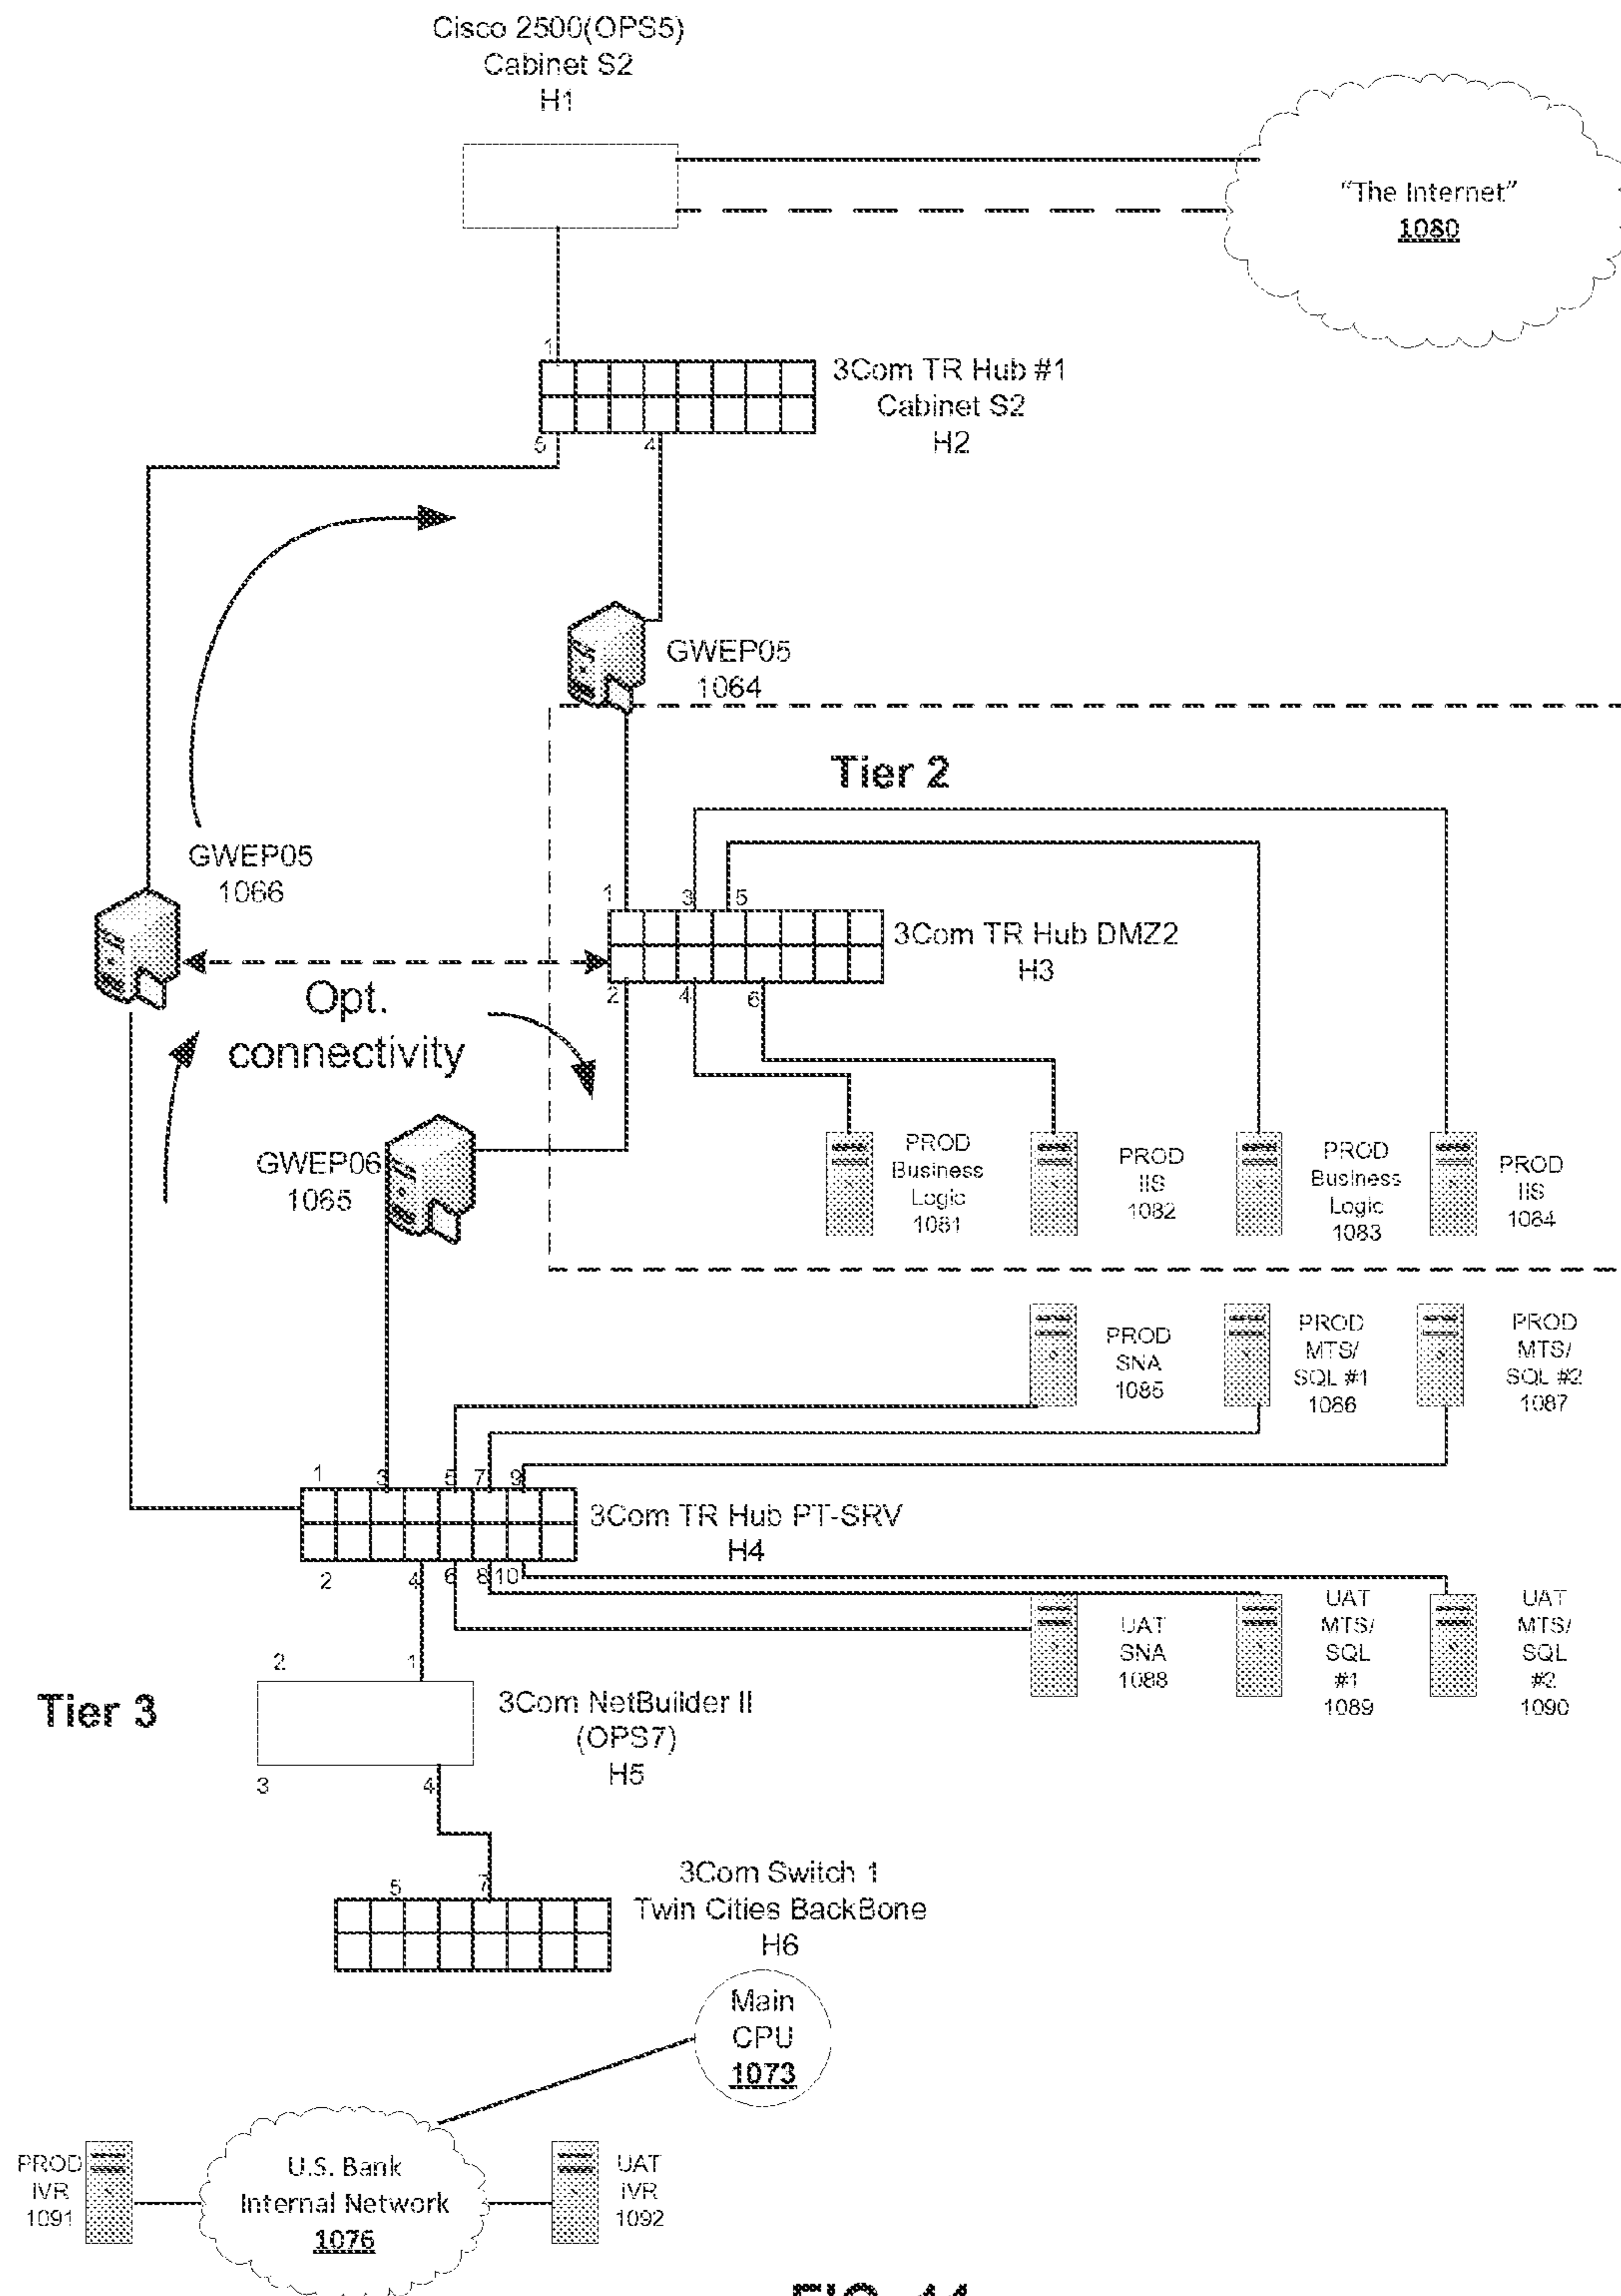 Cisco 2500(OPS5)
Cabinet S2
H1
"The Internet"
1080
1
3Com TR Hub #1
Cabinet S2
H2
5
4
GWEP05
1064
Tier 2
GWEP05
1066
1
3
5
3Com TR Hub DMZ2
H3
2
4
6
Opt.
connectivity
GWEP06
1065
PROD
Business
Logic
1081
PROD
IIS
1082
PROD
Business
Logic
1083
PROD
IIS
1084
PROD
SNA
1085
PROD
MTS/
SQL #1
1086
PROD
MTS/
SQL #2
1087
1
3
5
7
9
3Com TR Hub PT-SRV
H4
2
4
6
8
10
UAT
SNA
1088
UAT
MTS/
SQL
#1
1089
UAT
MTS/
SQL
#2
1090
2
1
Tier 3
3Com NetBuilder II
(OPS7)
H5
3
4
5
7
3Com Switch 1
Twin Cities BackBone
H6
Main
CPU
1073
PROD
IVR
1091
U.S. Bank
Internal Network
1076
UAT
IVR
1092